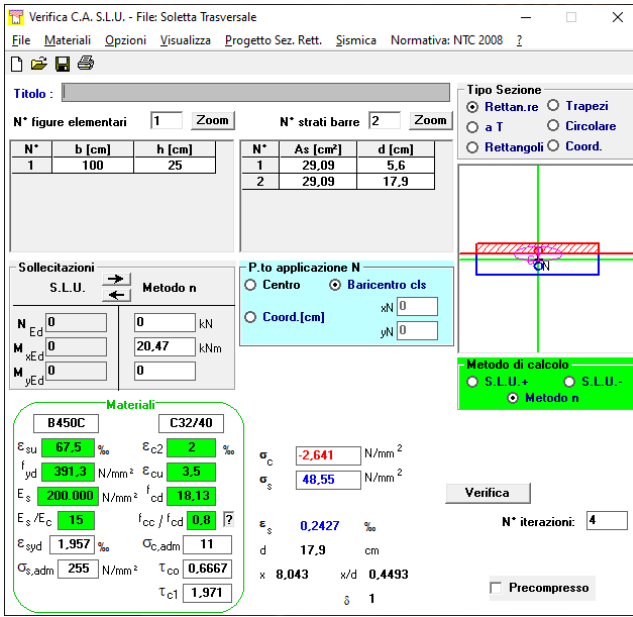 Verifica C.A. S.L.U. - File: Soletta Trasversale
File Materiali Opzioni Visualizza Progetto Sez. Rett. Sismica Normativa: NTC 2008 ?
Titolo :
N° figure elementari 1 Zoom N° strati barre 2 Zoom
N° b [cm] h [cm]
1 100 25
N° As [cm²] d [cm]
1 29,09 5,6
2 29,09 17,9
Tipo Sezione
Rettan.re Trapezi
a T Circolare
Rettangoli Coord.
N
Sollecitazioni
S.L.U. Metodo n
N Ed 0 0 kN
M xEd 0 20,47 kNm
M yEd 0 0
P.to applicazione N
Centro Baricentro cls
Coord.[cm] xN 0
yN 0
Metodo di calcolo
S.L.U.+ S.L.U.-
Metodo n
Materiali
B450C C32/40
εsu 67,5 ‰ εc2 2 ‰
fyd 391,3 N/mm² εcu 3,5
Es 200.000 N/mm² fcd 18,13
Es/Ec 15 fcc/fcd 0,8 ?
εsyd 1,957 ‰ σc,adm 11
σs,adm 255 N/mm² τco 0,6667
τc1 1,971
σc -2,641 N/mm²
σs 48,55 N/mm²
εs 0,2427 ‰
d 17,9 cm
x 8,043 x/d 0,4493
δ 1
Verifica
N° iterazioni: 4
Precompresso